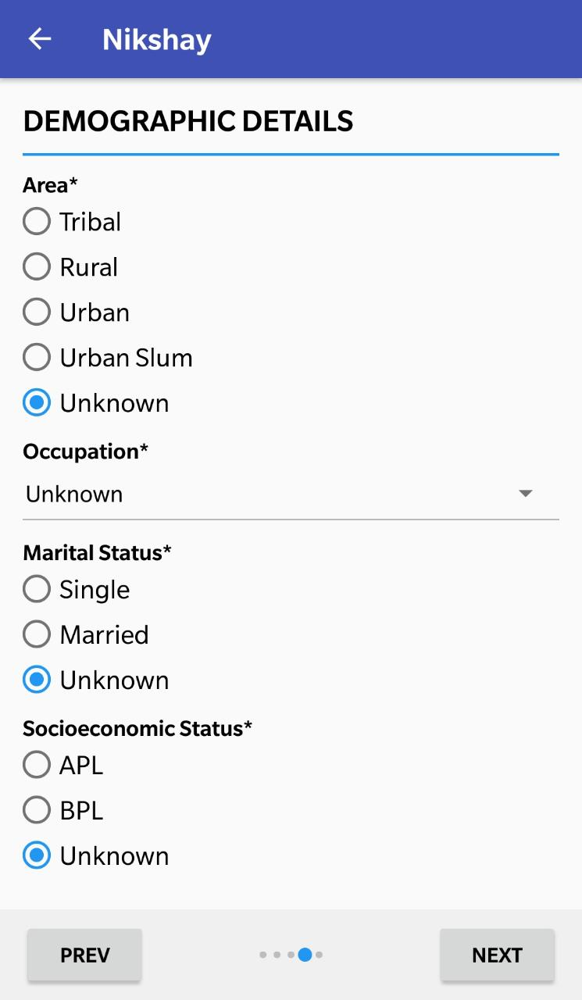 Nikshay
DEMOGRAPHIC DETAILS
Area*
Tribal
Rural
Urban
Urban Slum
Unknown
Occupation*
Unknown
Marital Status*
Single
Married
Unknown
Socioeconomic Status*
APL
BPL
Unknown
PREV
NEXT